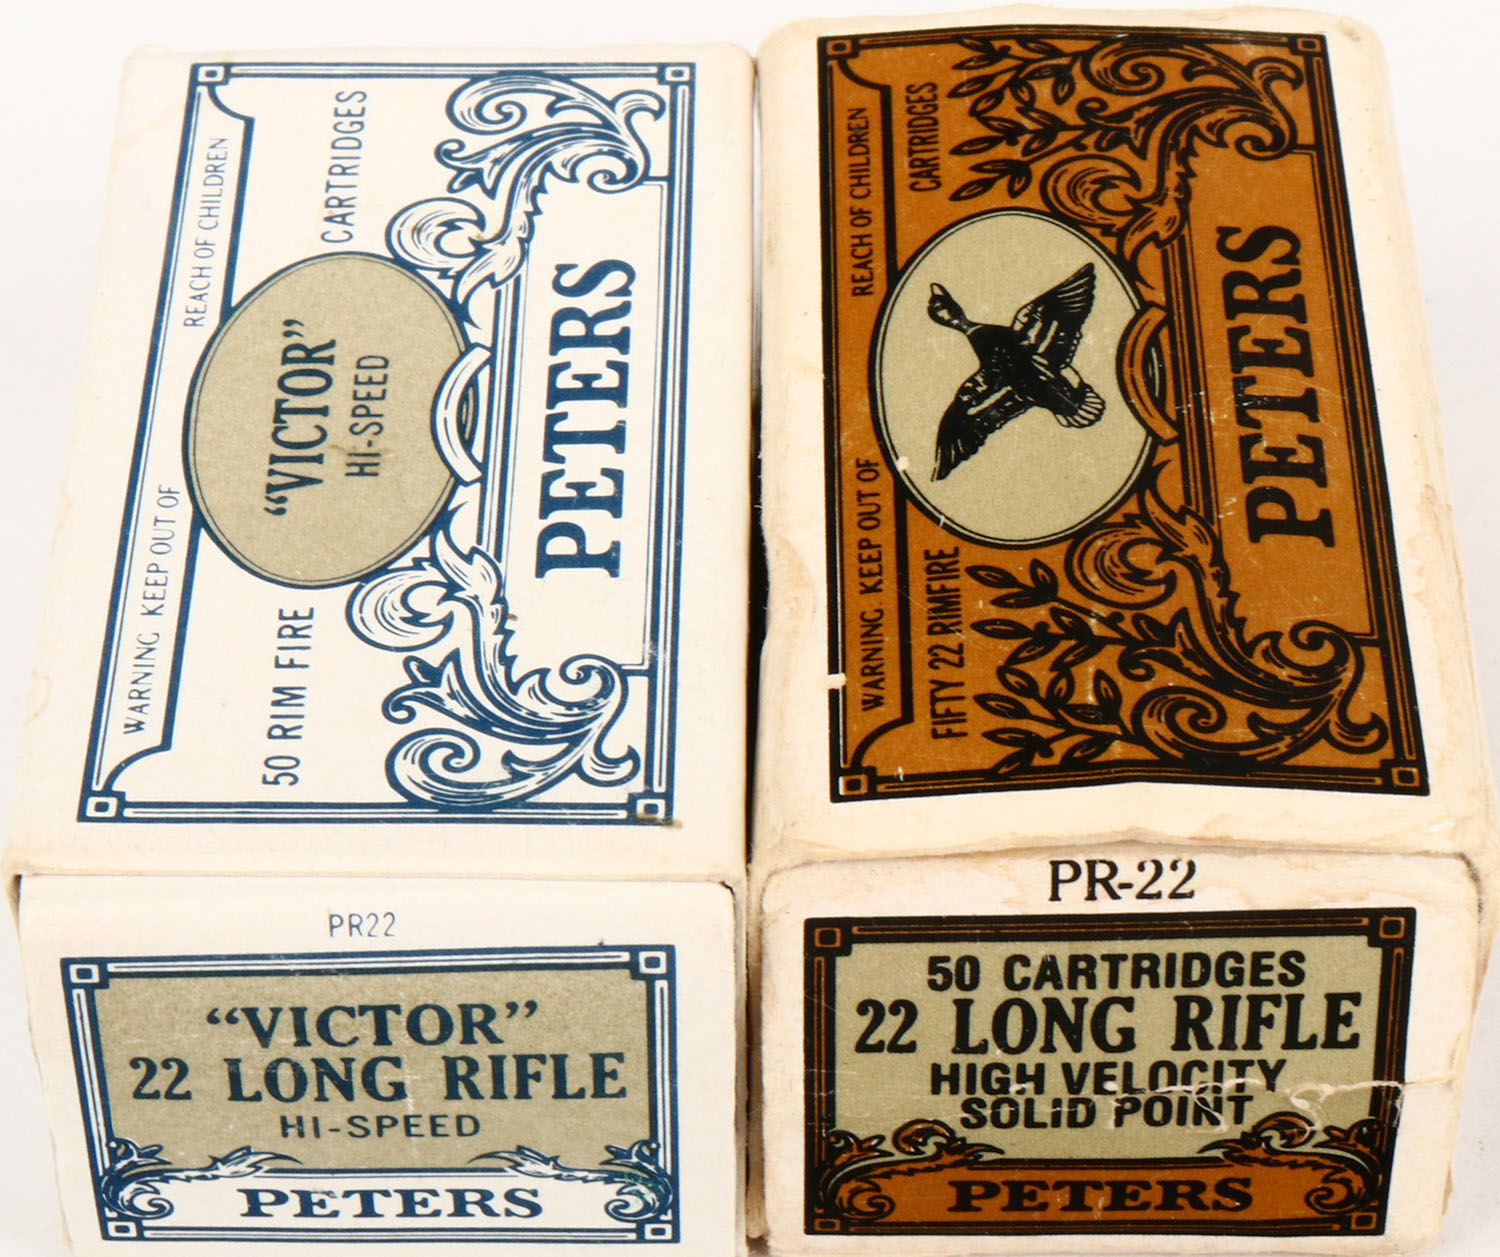 WARNING KEEP OUT OF REACH OF CHILDREN
50 RIM FIRE CARTRIDGES
"VICTOR"
HI-SPEED
PETERS
PR22
"VICTOR"
22 LONG RIFLE
HI-SPEED
PETERS
WARNING KEEP OUT OF REACH OF CHILDREN
FIFTY 22 RIMFIRE CARTRIDGES
PETERS
PR-22
50 CARTRIDGES
22 LONG RIFLE
HIGH VELOCITY
SOLID POINT
PETERS